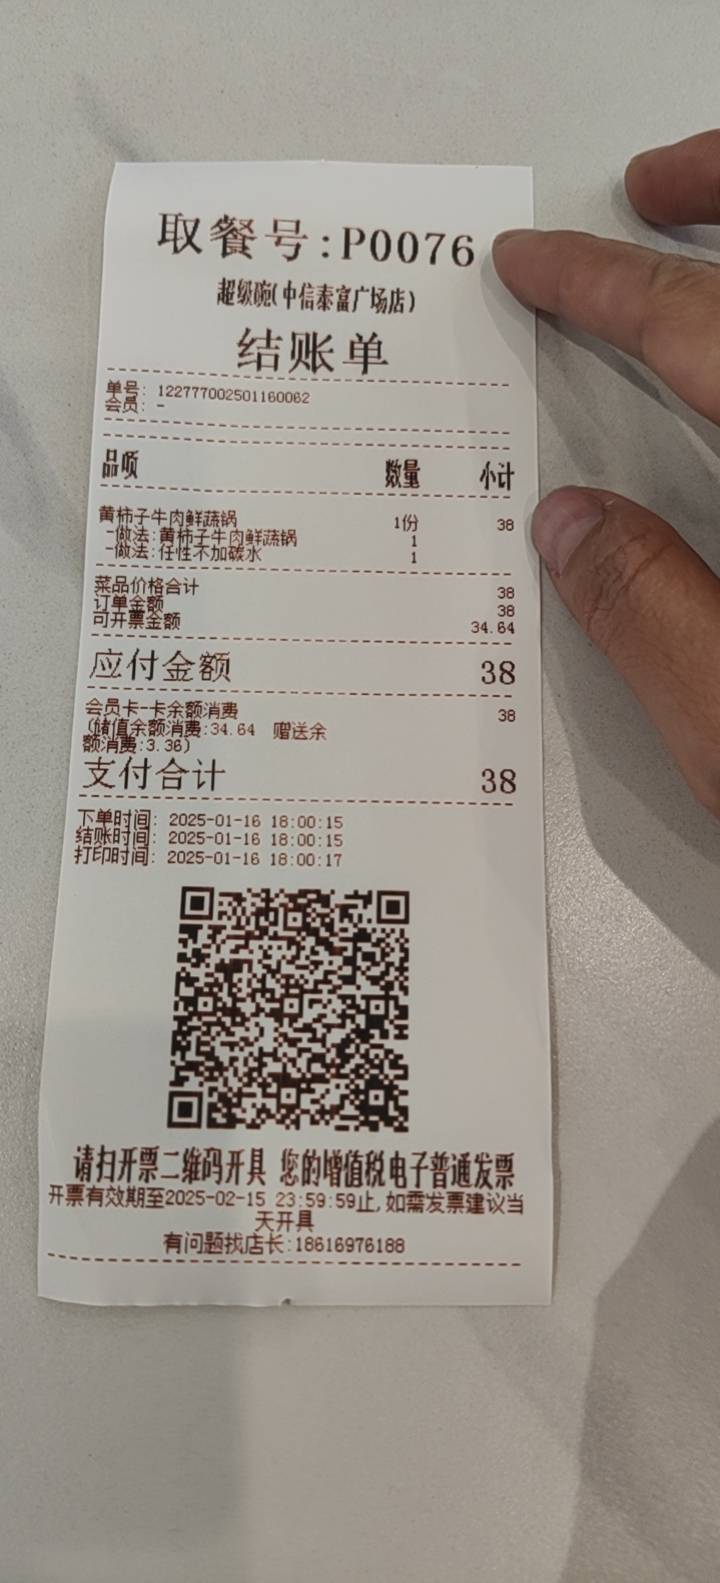 取餐号:P0076
超级碗(中信泰富广场店)
结账单
单号: 122777002501160062
会员: -
品项 数量 小计
黄柿子牛肉鲜蔬锅 1份 38
-做法:黄柿子牛肉鲜蔬锅 1
-做法:任性不加碳水 1
菜品价格合计 38
订单金额 38
可开票金额 34.64
应付金额 38
会员卡-卡余额消费 38
(储值余额消费:34.64 赠送余
额消费:3.36)
支付合计 38
下单时间: 2025-01-16 18:00:15
结账时间: 2025-01-16 18:00:15
打印时间: 2025-01-16 18:00:17
请扫开票二维码开具 您的增值税电子普通发票
开票有效期至2025-02-15 23:59:59止,如需发票建议当
天开具
有问题找店长:18616976188